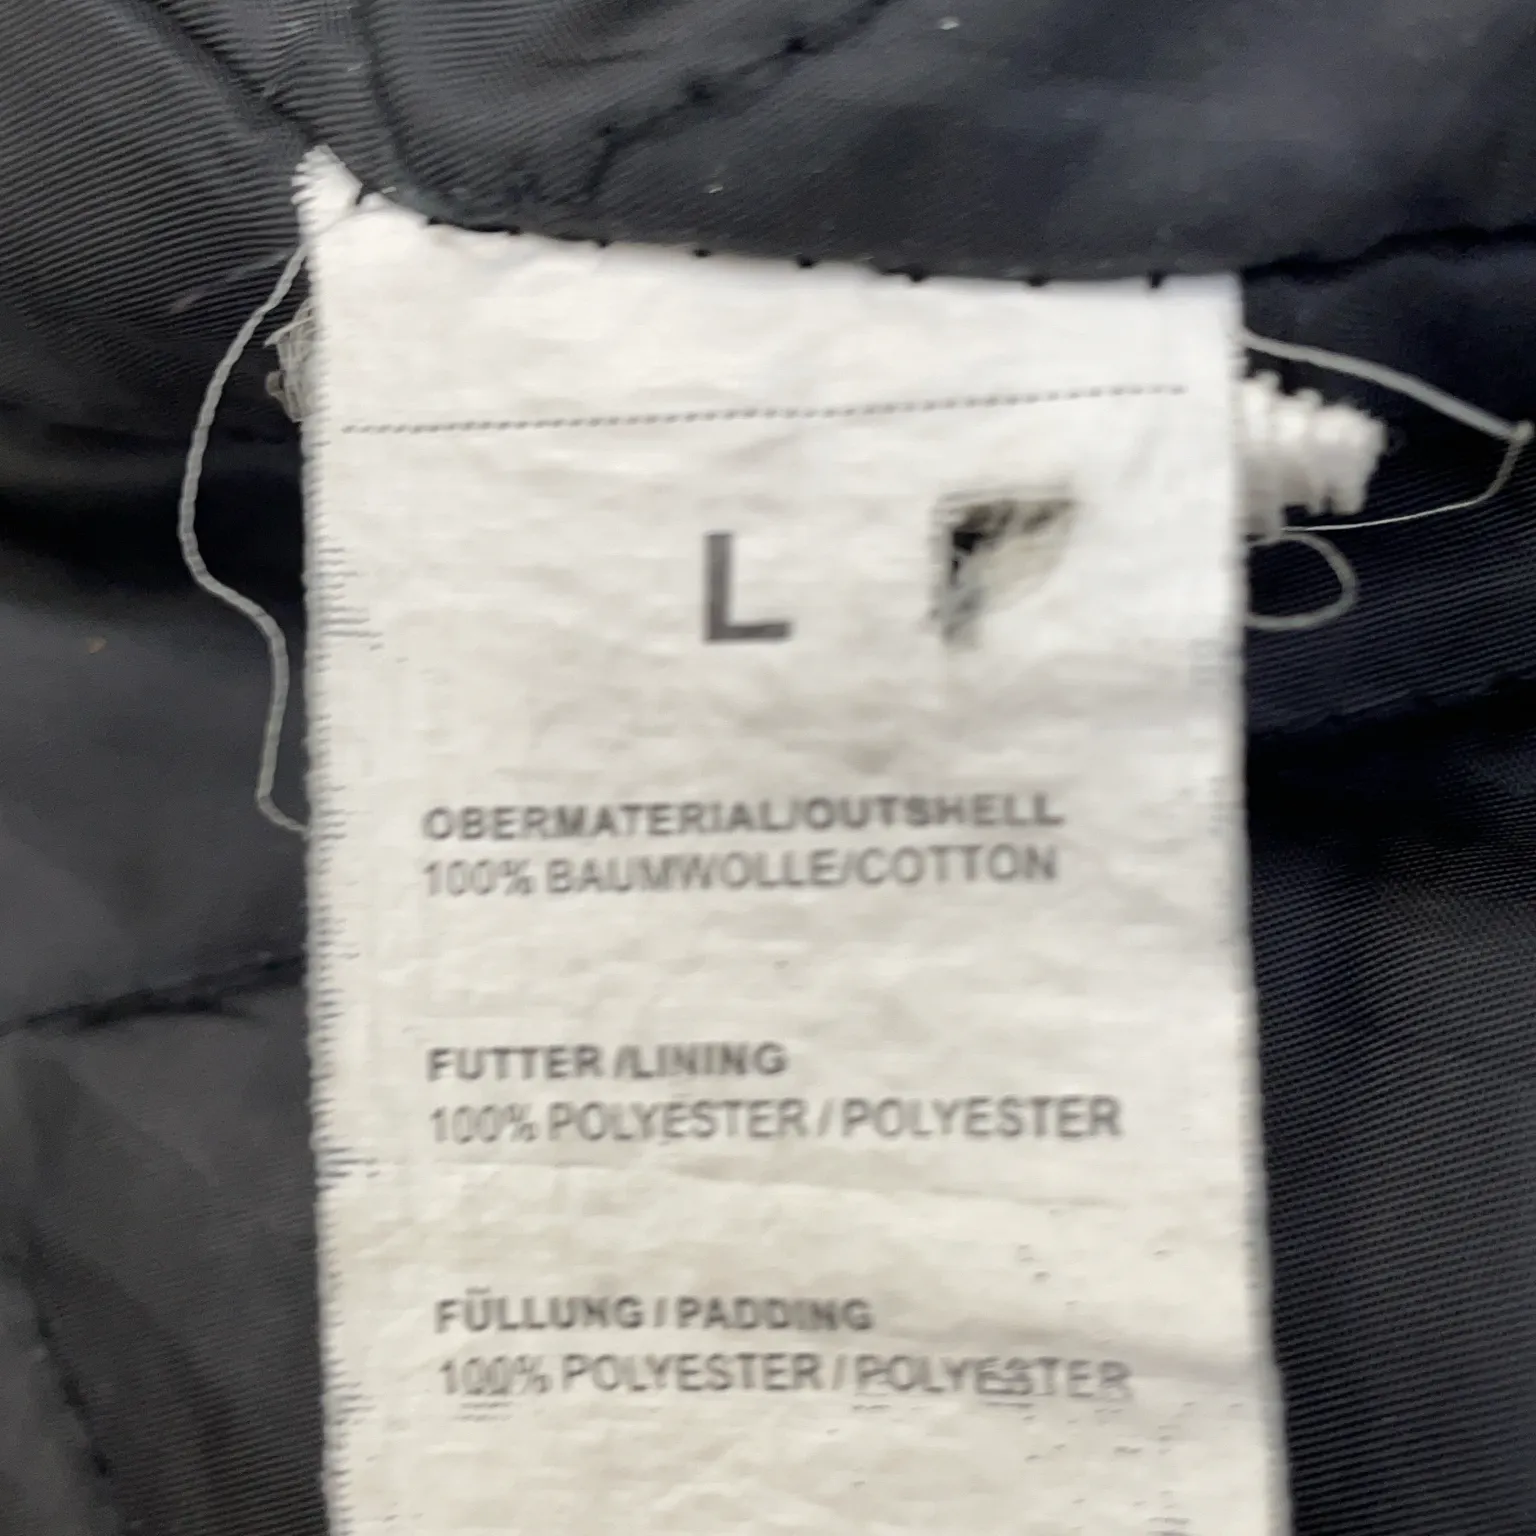 L
OBERMATERIAL/OUTSHELL
100% BAUMWOLLE/COTTON
FUTTER /LINING
100% POLYESTER / POLYESTER
FÜLLUNG / PADDING
100% POLYESTER / POLYESTER